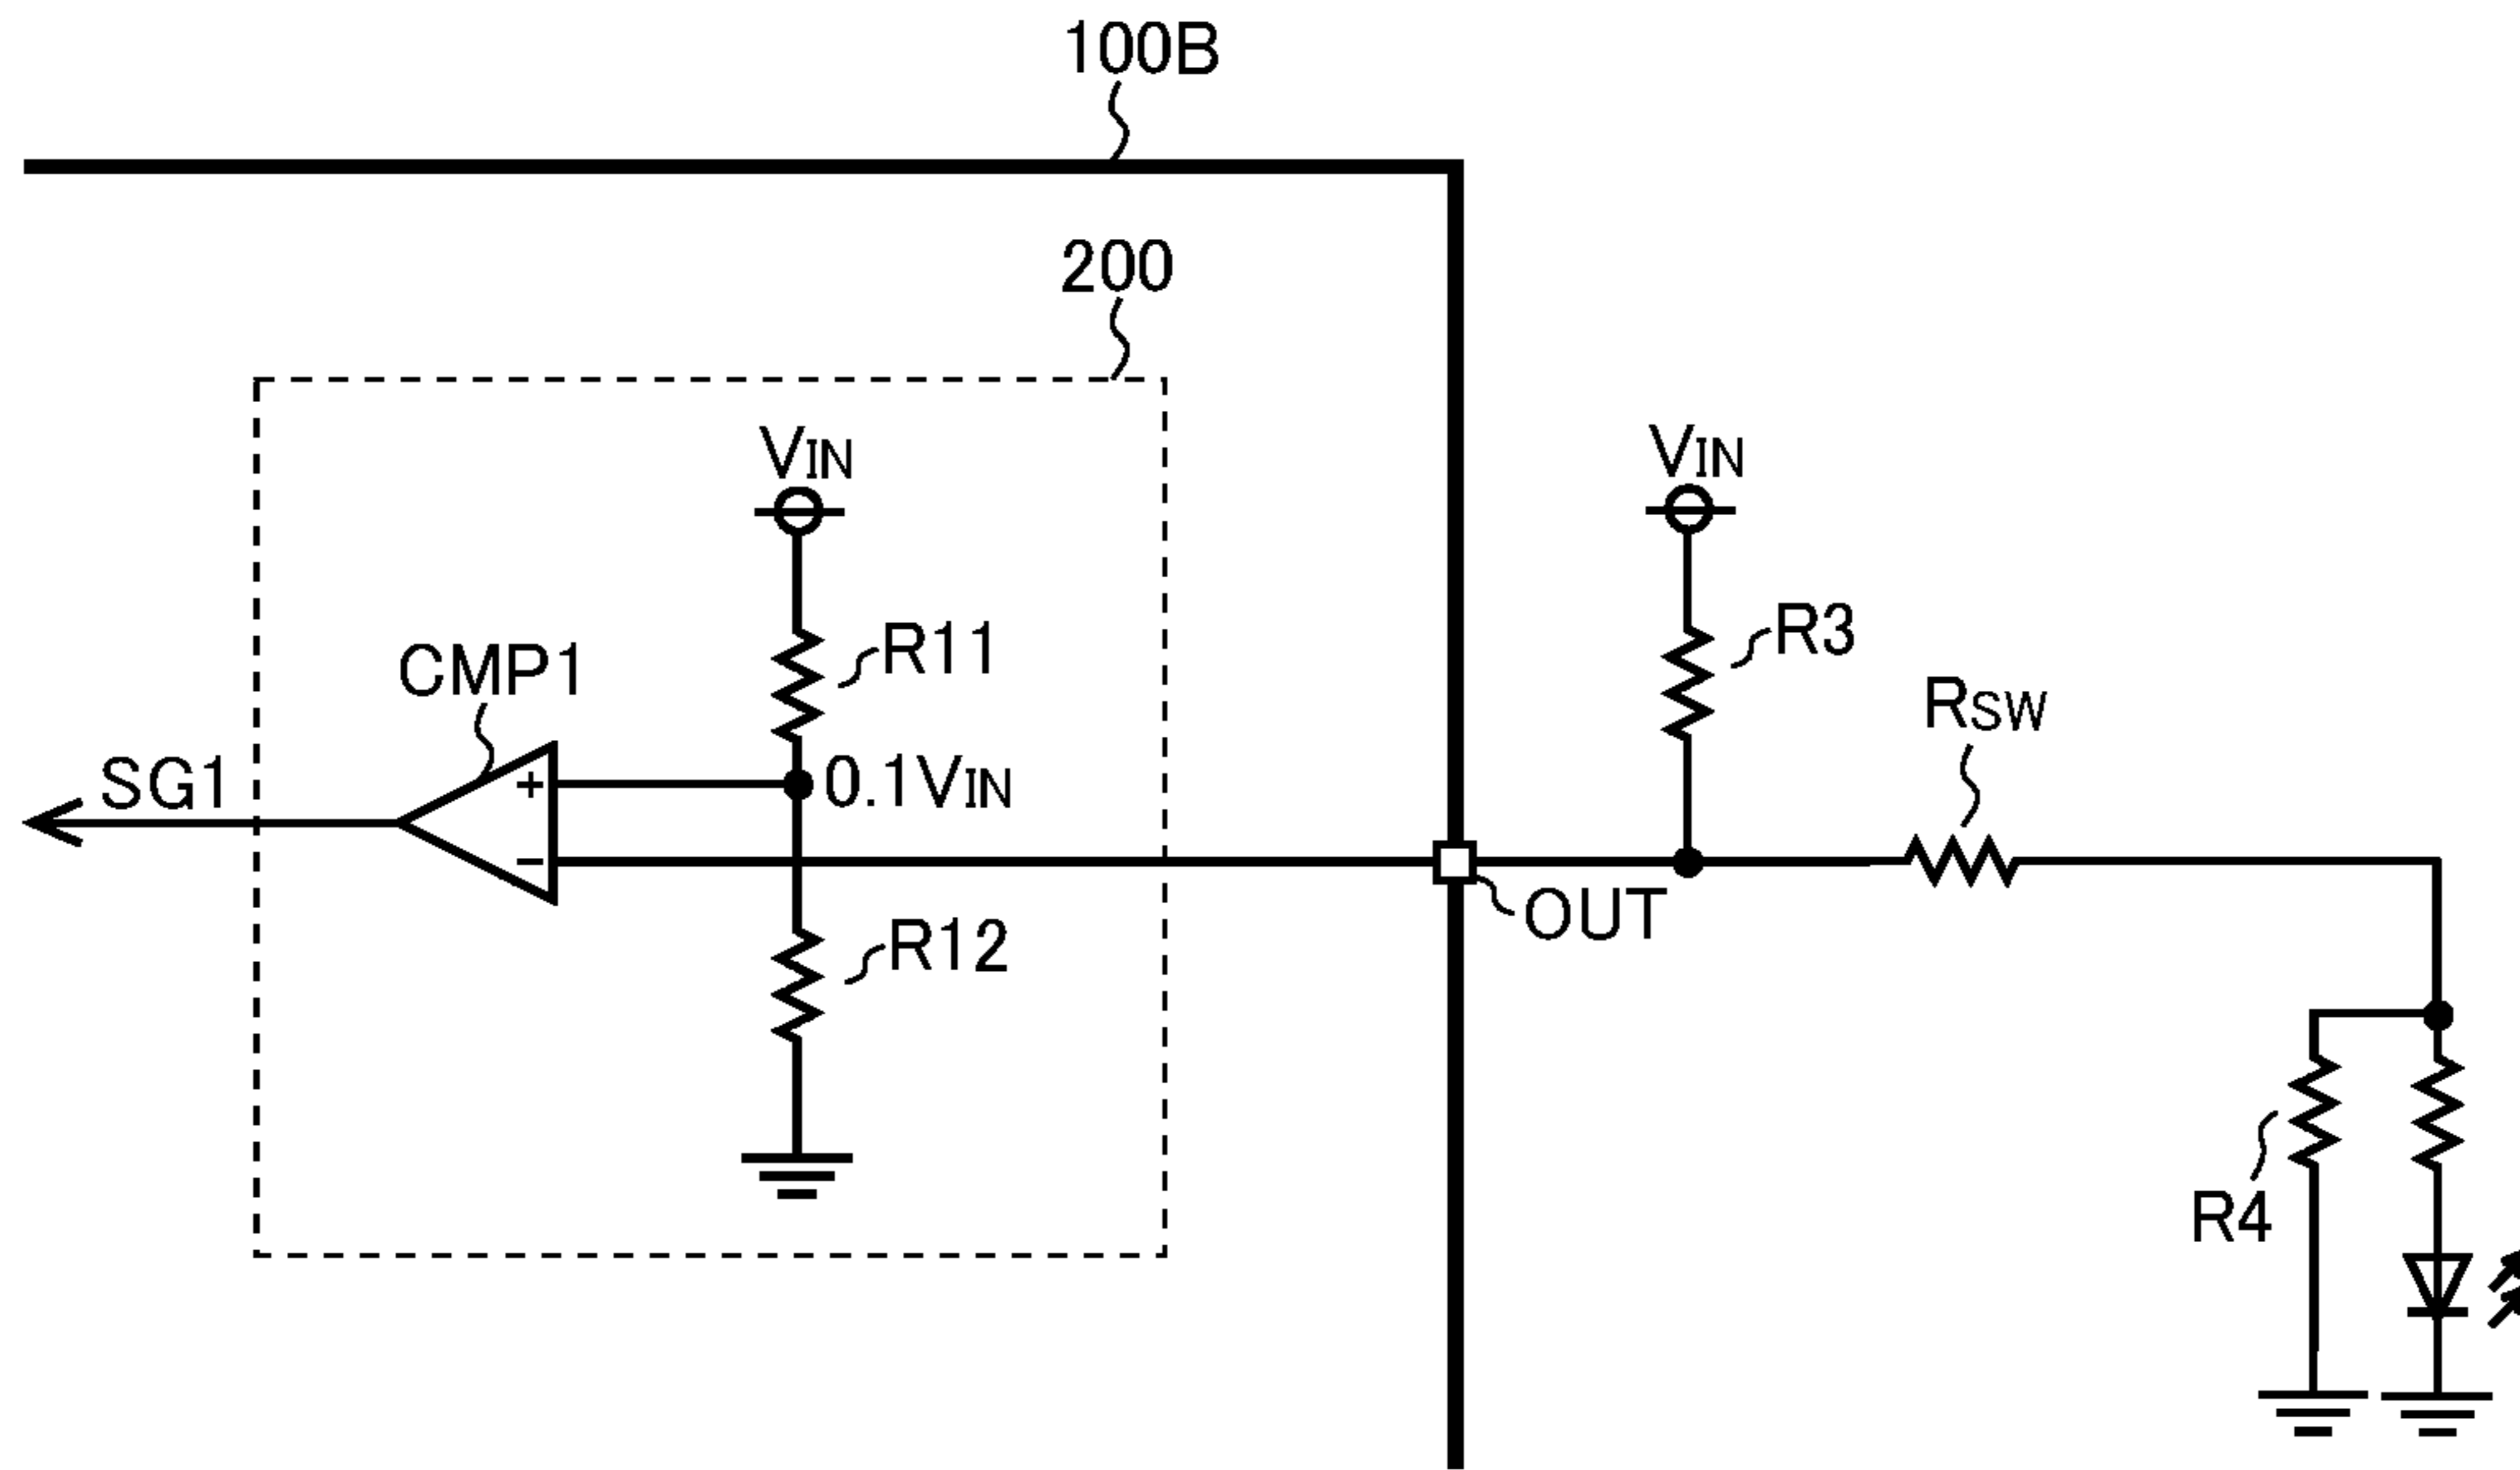 100B
200
VIN
VIN
R11
R3
CMP1
RSW
SG1
+
0.1VIN
−
OUT
R12
R4